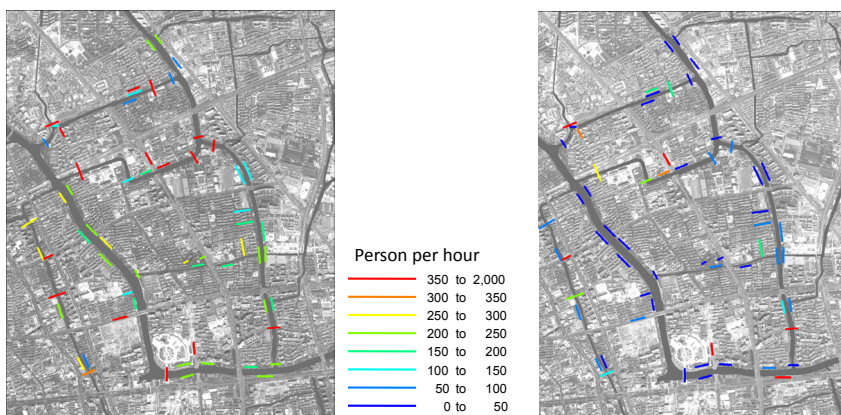 Person per hour
350 to 2,000
300 to 350
250 to 300
200 to 250
150 to 200
100 to 150
50 to 100
0 to 50